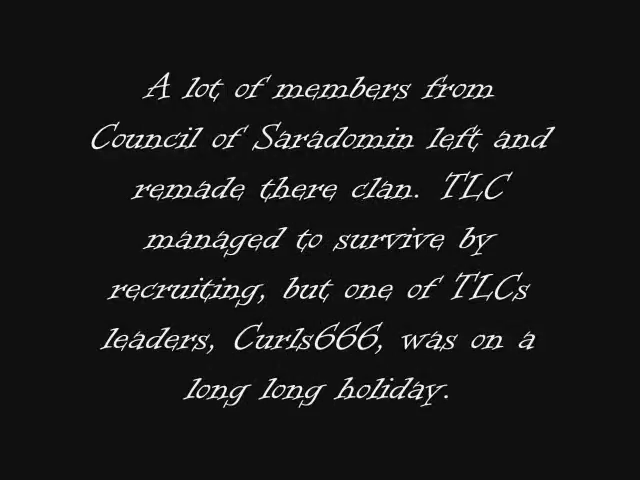 A lot of members from
Council of Saradomin left and
remade there clan. TLC
managed to survive by
recruiting, but one of TLCs
leaders, Curls666, was on a
long long holiday.